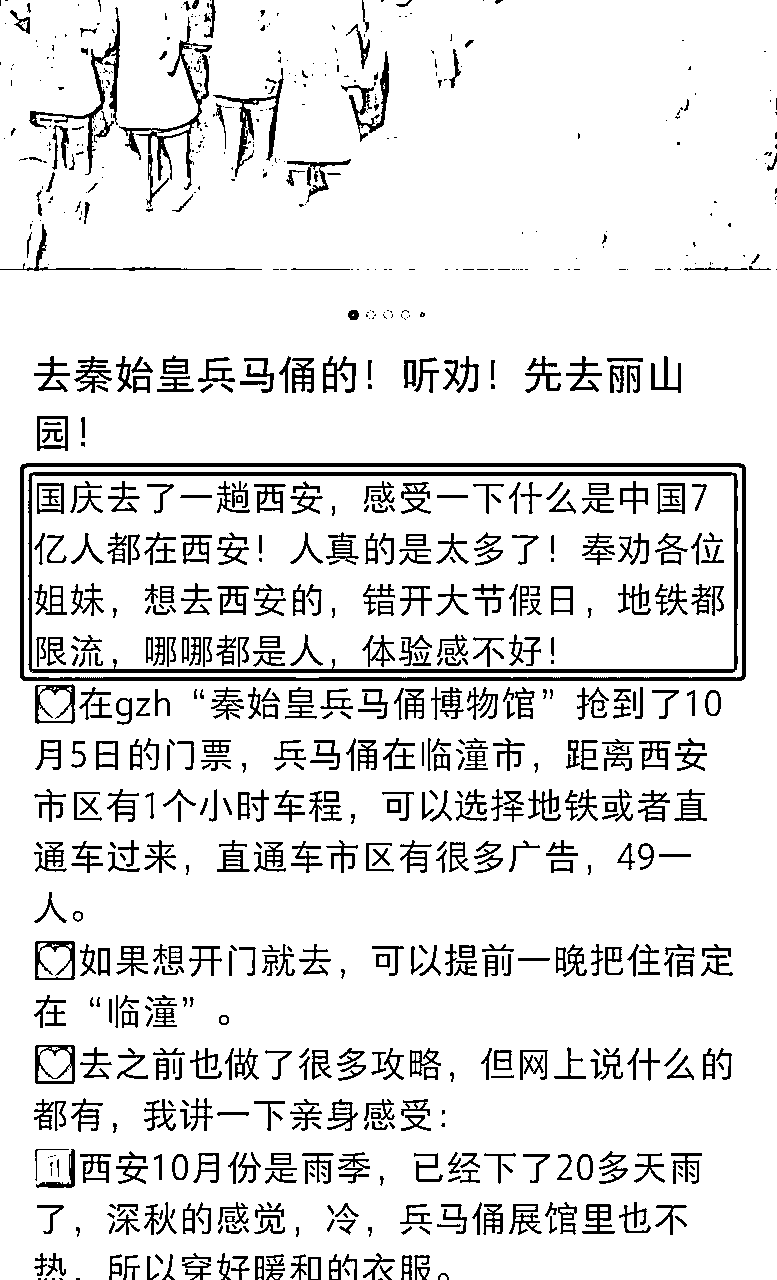 去秦始皇兵马俑的！听劝！先去丽山
园！
国庆去了一趟西安，感受一下什么是中国7
亿人都在西安！人真的是太多了！奉劝各位
姐妹，想去西安的，错开大节假日，地铁都
限流，哪哪都是人，体验感不好！
在gzh“秦始皇兵马俑博物馆”抢到了10
月5日的门票，兵马俑在临潼市，距离西安
市区有1个小时车程，可以选择地铁或者直
通车过来，直通车市区有很多广告，49一
人。
如果想开门就去，可以提前一晚把住宿定
在“临潼”。
去之前也做了很多攻略，但网上说什么的
都有，我讲一下亲身感受：
西安10月份是雨季，已经下了20多天雨
了，深秋的感觉，冷，兵马俑展馆里也不
热，所以穿好暖和的衣服。